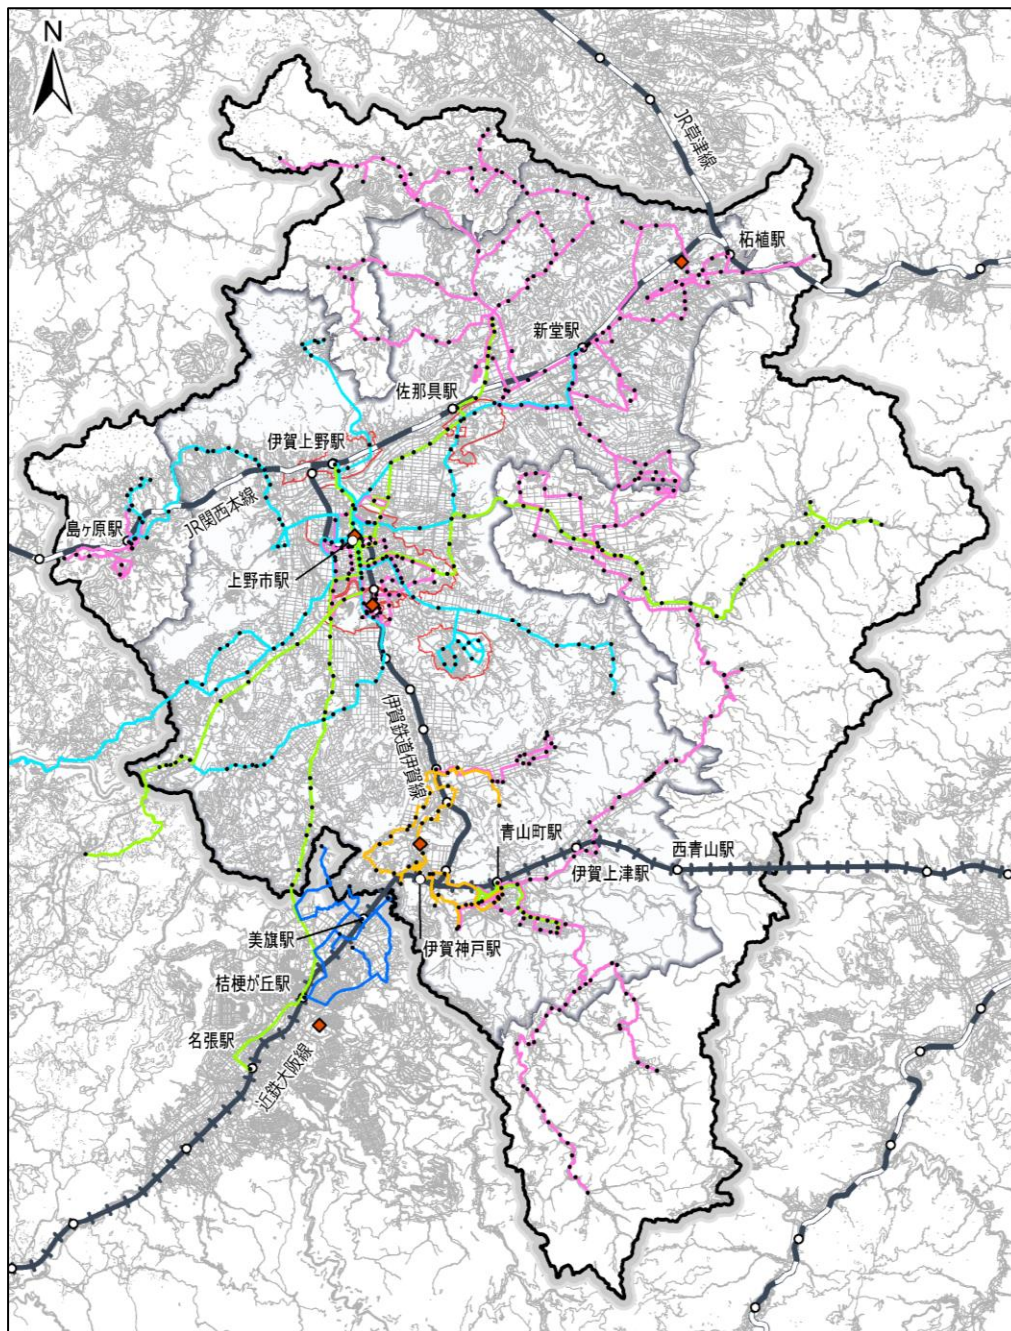 N
JR草津線
柘植駅
新堂駅
佐那具駅
伊賀上野駅
JR関西本線
島ヶ原駅
上野市駅
伊賀鉄道伊賀線
青山町駅
西青山駅
伊賀上津駅
美旗駅
伊賀神戸駅
桔梗が丘駅
名張駅
近鉄大阪線